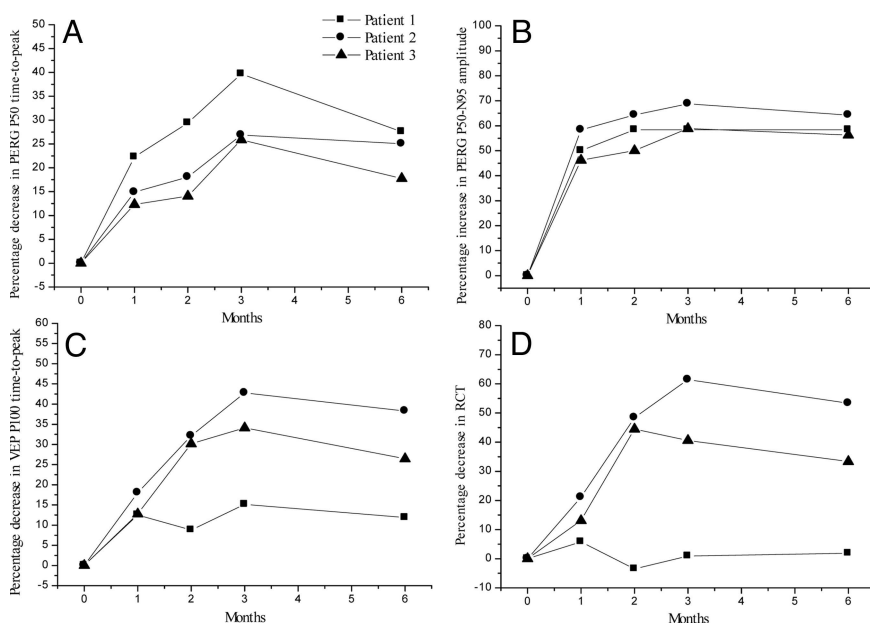 A
Patient 1
Patient 2
Patient 3
Percentage decrease in PERG P50 time-to-peak
50
45
40
35
30
25
20
15
10
5
0
-5
0 1 2 3 4 5 6
Months
B
Percentage increase in PERG P50-N95 amplitude
100
90
80
70
60
50
40
30
20
10
0
0 1 2 3 4 5 6
Months
C
Percentage decrease in VEP P100 time-to-peak
60
55
50
45
40
35
30
25
20
15
10
5
0
-5
0 1 2 3 4 5 6
Months
D
Percentage decrease in RCT
80
70
60
50
40
30
20
10
0
-10
0 1 2 3 4 5 6
Months